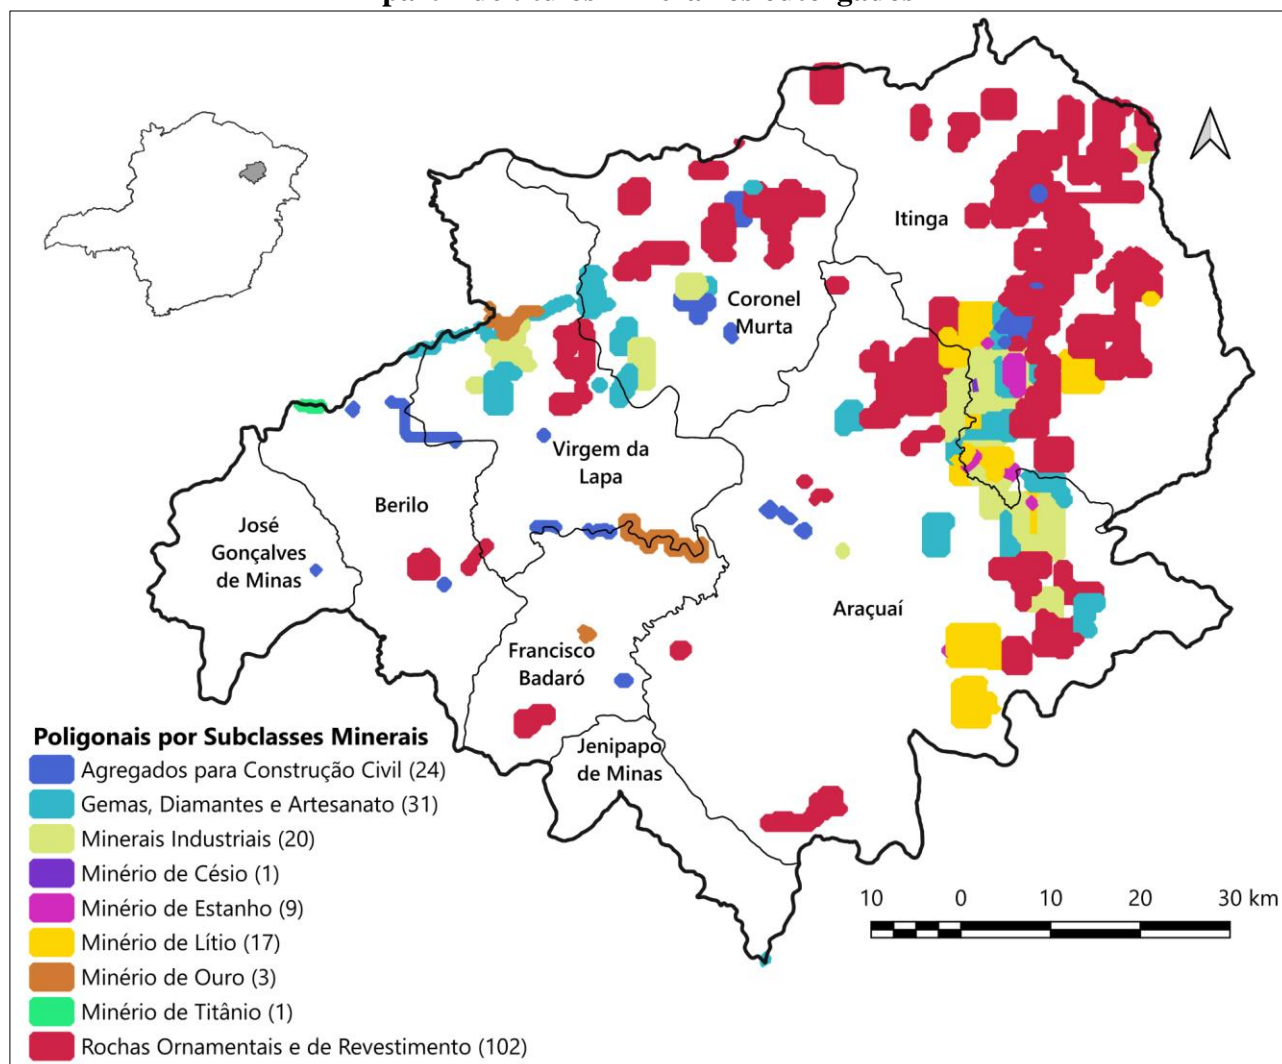 Itinga
Coronel
Murta
Virgem da
Lapa
Berilo
José
Gonçalves
de Minas
Araçuaí
Francisco
Badaró
Jenipapo
de Minas
Poligonais por Subclasses Minerais
Agregados para Construção Civil (24)
Gemas, Diamantes e Artesanato (31)
Minerais Industriais (20)
Minério de Césio (1)
Minério de Estanho (9)
Minério de Lítio (17)
Minério de Ouro (3)
Minério de Titânio (1)
Rochas Ornamentais e de Revestimento (102)
10 0 10 20 30 km